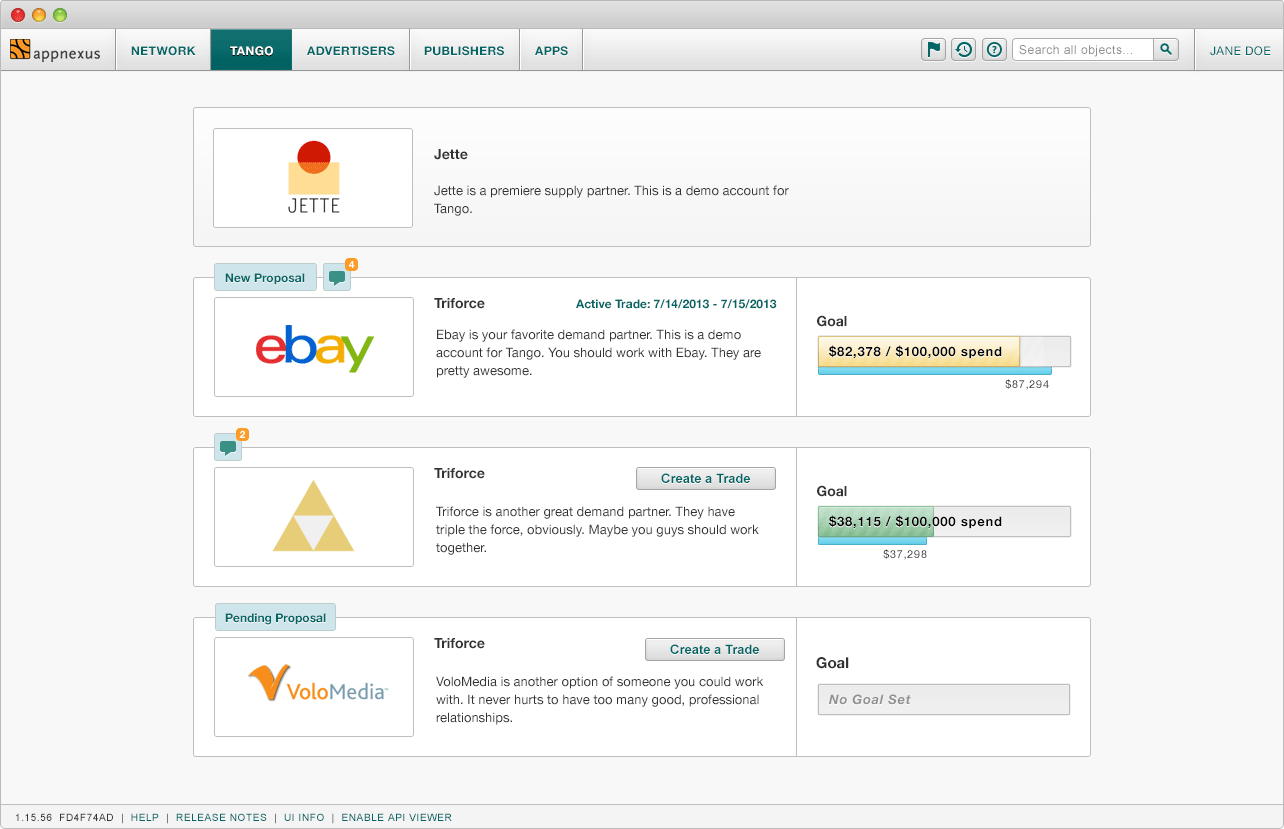 appnexus
NETWORK
TANGO
ADVERTISERS
PUBLISHERS
APPS
?
Search all objects...
JANE DOE
JETTE
Jette
Jette is a premiere supply partner. This is a demo account for
Tango.
New Proposal
4
ebay
Triforce
Active Trade: 7/14/2013 - 7/15/2013
Ebay is your favorite demand partner. This is a demo
account for Tango. You should work with Ebay. They are
pretty awesome.
Goal
$82,378 / $100,000 spend
$87,294
2
Triforce
Create a Trade
Triforce is another great demand partner. They have
triple the force, obviously. Maybe you guys should work
together.
Goal
$38,115 / $100,000 spend
$37,298
Pending Proposal
VoloMedia
Triforce
Create a Trade
VoloMedia is another option of someone you could work
with. It never hurts to have too many good, professional
relationships.
Goal
No Goal Set
1.15.56 FD4F74AD | HELP | RELEASE NOTES | UI INFO | ENABLE API VIEWER